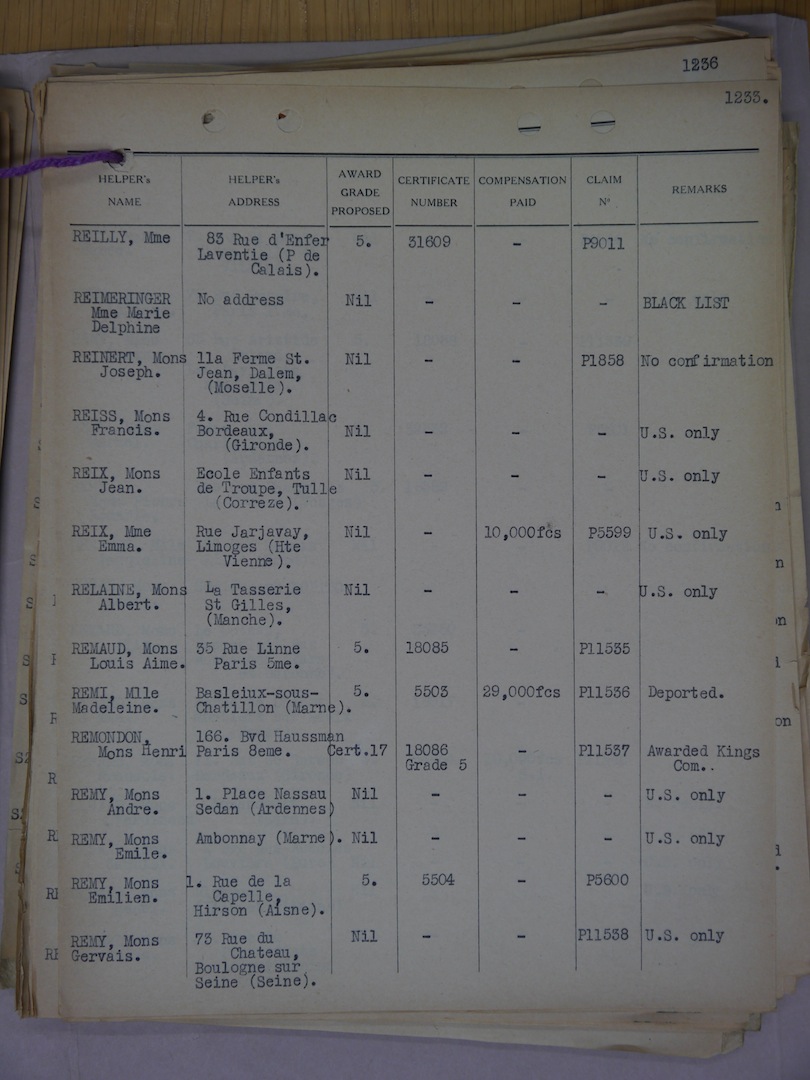 1236
1235.
HELPER's NAME | HELPER's ADDRESS | AWARD GRADE PROPOSED | CERTIFICATE NUMBER | COMPENSATION PAID | CLAIM N° | REMARKS
REILLY, Mme | 83 Rue d'Enfer | 5. | 31609 | - | P9011
Laventie (P de
Calais).
REIMERINGER | No address | Nil | - | - | - | BLACK LIST
Mme Marie
Delphine
REINERT, Mons | 11a Ferme St. | Nil | - | - | P1858 | No confirmation
Joseph. | Jean, Dalem,
(Moselle).
REISS, Mons | 4. Rue Condillac
Francis. | Bordeaux, | Nil | - | - | - | U.S. only
(Gironde).
REIX, Mons | Ecole Enfants | Nil | - | - | - | U.S. only
Jean. | de Troupe, Tulle
(Correze).
REIX, Mme | Rue Jarjavay, | Nil | - | 10,000fcs | P5599 | U.S. only
Emma. | Limoges (Hte
Vienne).
RELAINE, Mons | La Tasserie | Nil | - | - | - | U.S. only
Albert. | St Gilles,
(Manche).
REMAUD, Mons | 35 Rue Linne | 5. | 18085 | - | P11535
Louis Aime. | Paris 5me.
REMI, Mlle | Basleiux-sous- | 5. | 5503 | 29,000fcs | P11536 | Deported.
Madeleine. | Chatillon (Marne).
REMONDON, | 166. Bvd Haussman
Mons Henri | Paris 8eme. | Cert.17 | 18086 | - | P11537 | Awarded Kings
Grade 5 | Com..
REMY, Mons | 1. Place Nassau | Nil | - | - | - | U.S. only
Andre. | Sedan (Ardennes)
REMY, Mons | Ambonnay (Marne). | Nil | - | - | - | U.S. only
Emile.
REMY, Mons | 1. Rue de la | 5. | 5504 | - | P5600
Emilien. | Capelle,
Hirson (Aisne).
REMY, Mons | 73 Rue du | Nil | - | - | P11538 | U.S. only
Gervais. | Chateau,
Boulogne sur
Seine (Seine).